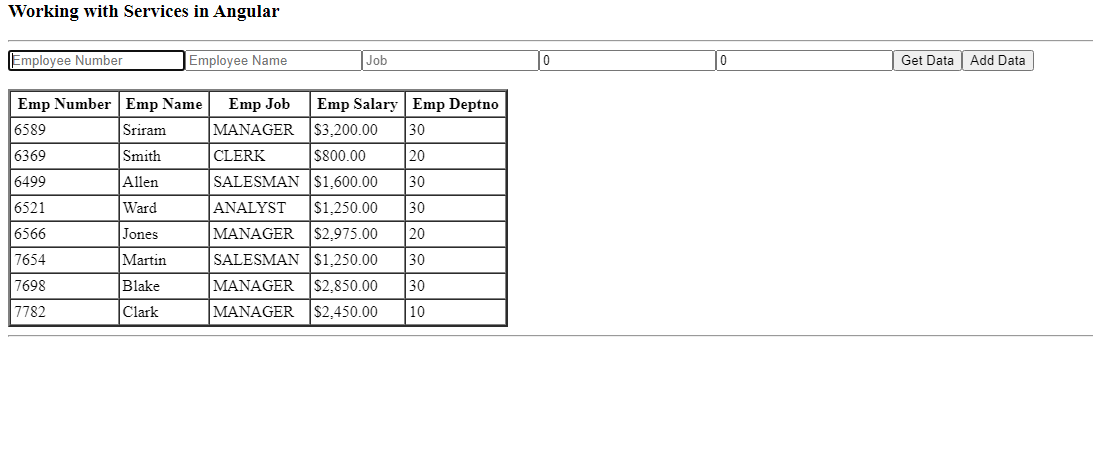 Working with Services in Angular
Employee Number Employee Name Job 0 0 Get Data Add Data
Emp Number Emp Name Emp Job Emp Salary Emp Deptno
6589 Sriram MANAGER $3,200.00 30
6369 Smith CLERK $800.00 20
6499 Allen SALESMAN $1,600.00 30
6521 Ward ANALYST $1,250.00 30
6566 Jones MANAGER $2,975.00 20
7654 Martin SALESMAN $1,250.00 30
7698 Blake MANAGER $2,850.00 30
7782 Clark MANAGER $2,450.00 10